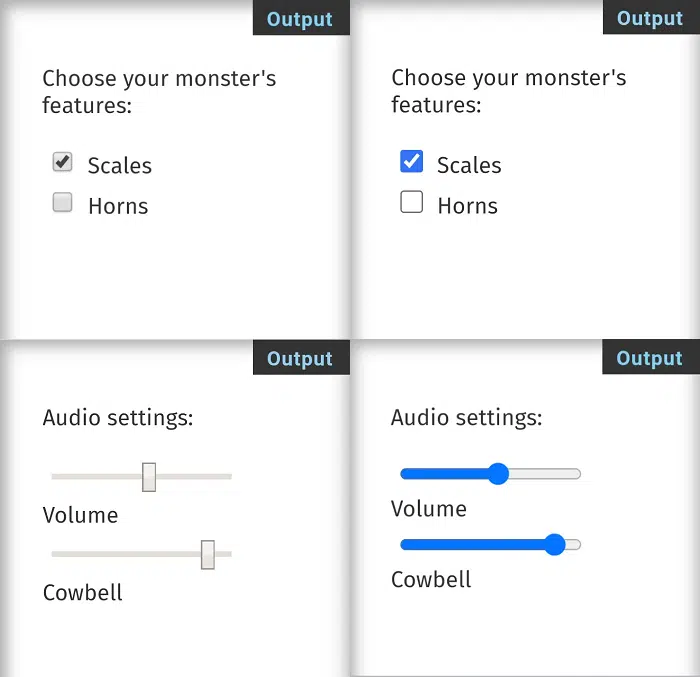 Output
Choose your monster's
features:
Scales
Horns
Output
Choose your monster's
features:
Scales
Horns
Output
Audio settings:
Volume
Cowbell
Output
Audio settings:
Volume
Cowbell